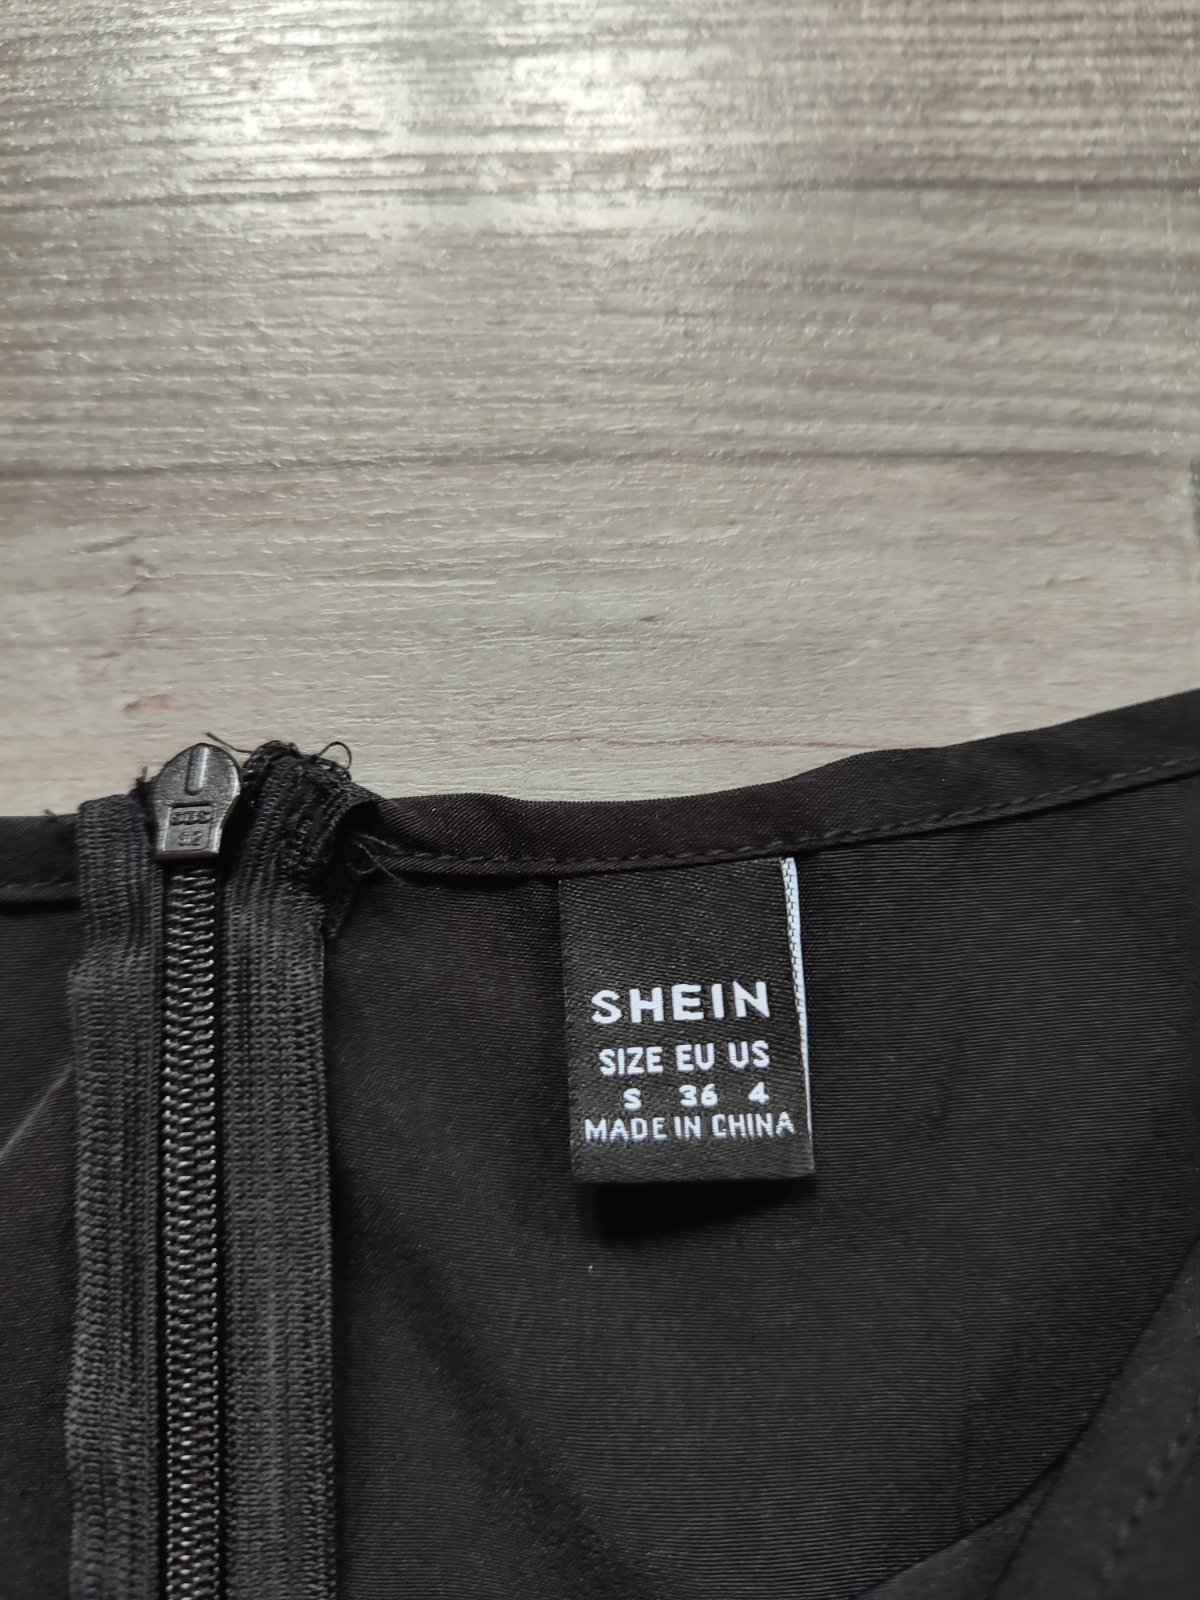 SHEIN
SIZE EU US
S 36 4
MADE IN CHINA